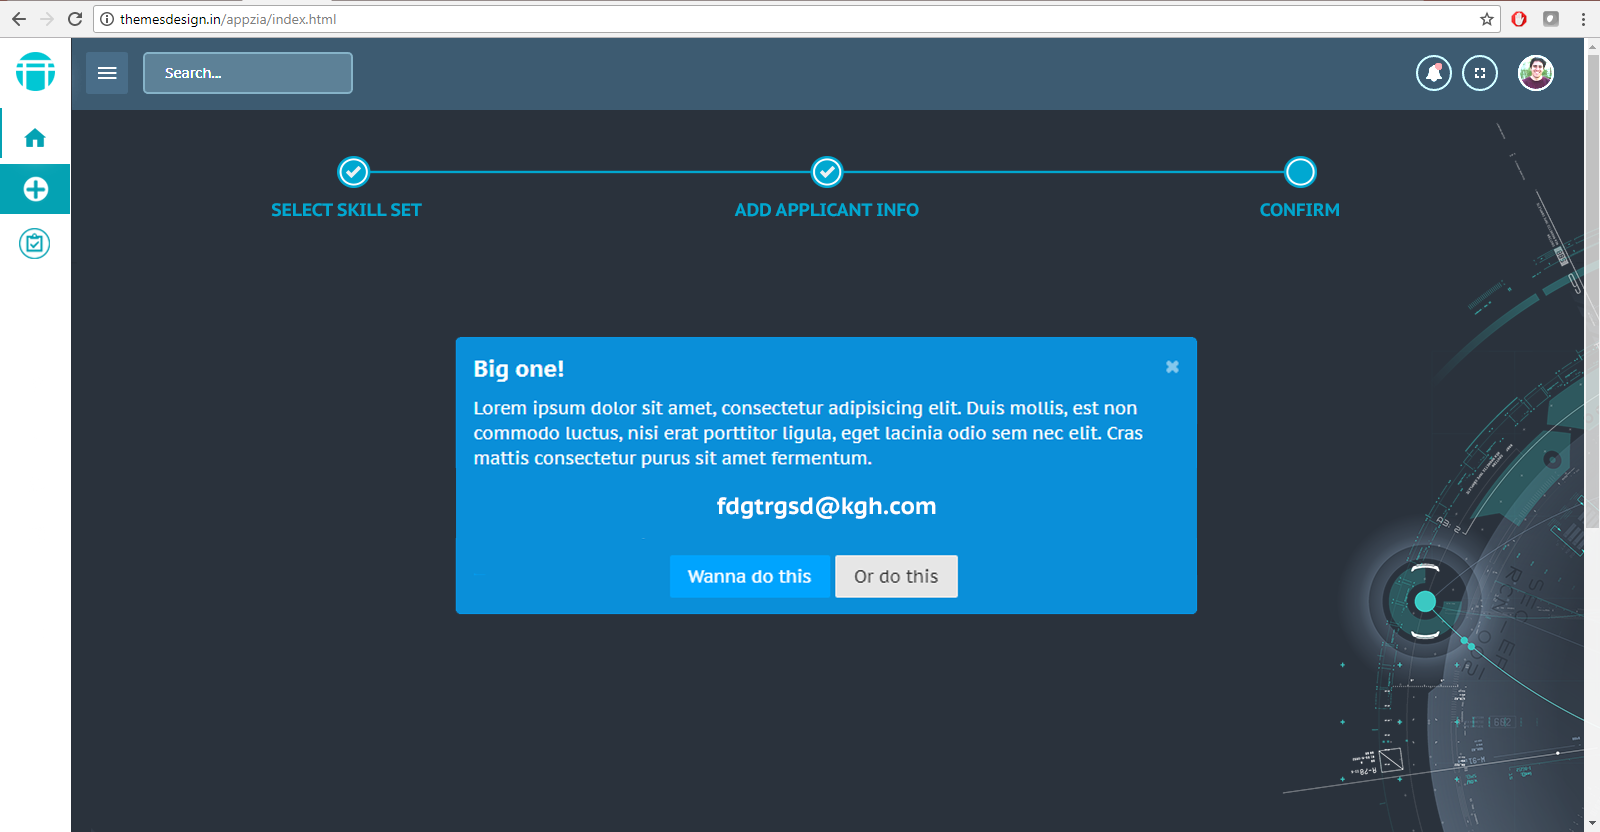 themesdesign.in/appzia/index.html
Search...
SELECT SKILL SET
ADD APPLICANT INFO
CONFIRM
Big one!
Lorem ipsum dolor sit amet, consectetur adipisicing elit. Duis mollis, est non
commodo luctus, nisi erat porttitor ligula, eget lacinia odio sem nec elit. Cras
mattis consectetur purus sit amet fermentum.
fdgtrgsd@kgh.com
Wanna do this
Or do this